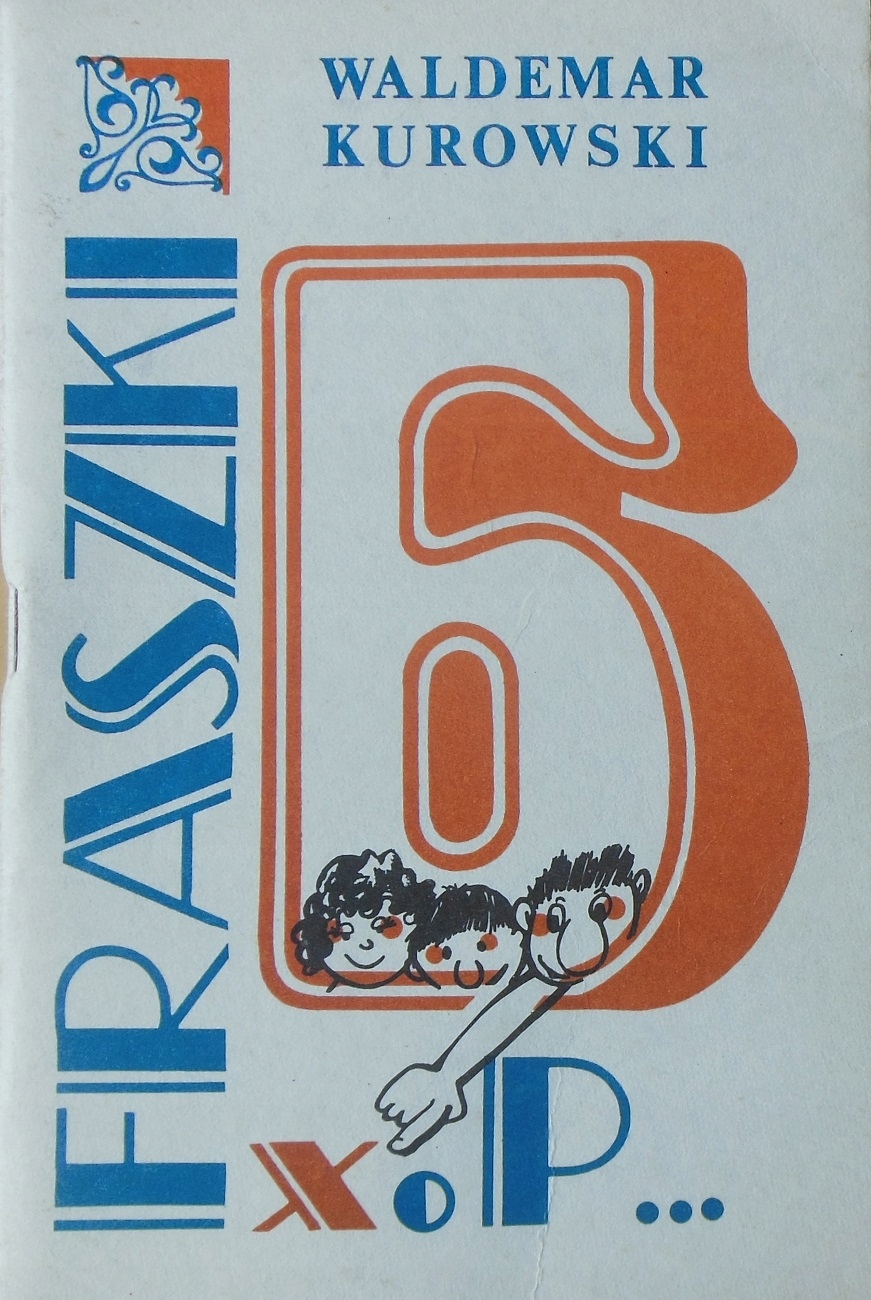 WALDEMAR
KUROWSKI
FRASZKI
6
x.P...